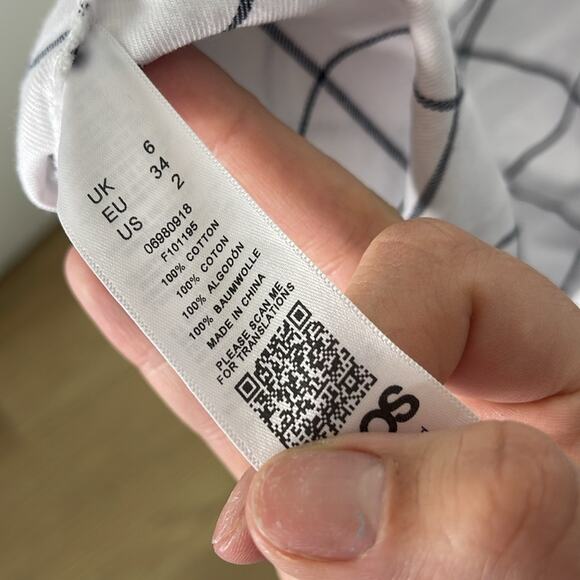 UK 6
EU 34
US 2
06980918
F101195
100% COTTON
100% COTON
100% ALGODÓN
100% BAUMWOLLE
MADE IN CHINA
PLEASE SCAN ME
FOR TRANSLATIONS